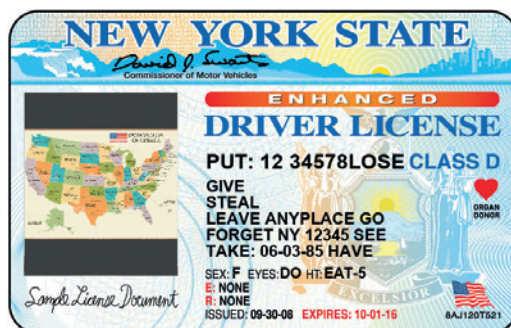 NEW YORK STATE
David J. Swarts
Commissioner of Motor Vehicles
ENHANCED
DRIVER LICENSE
PUT: 12 34578LOSE CLASS D
GIVE
STEAL
LEAVE ANYPLACE GO
FORGET NY 12345 SEE
TAKE: 06-03-85 HAVE
ORGAN
DONOR
SEX: F EYES: DO HT: EAT-5
E: NONE
R: NONE
ISSUED: 09-30-08 EXPIRES: 10-01-16
EXCELSIOR
8AJ120T521
Sample License Document